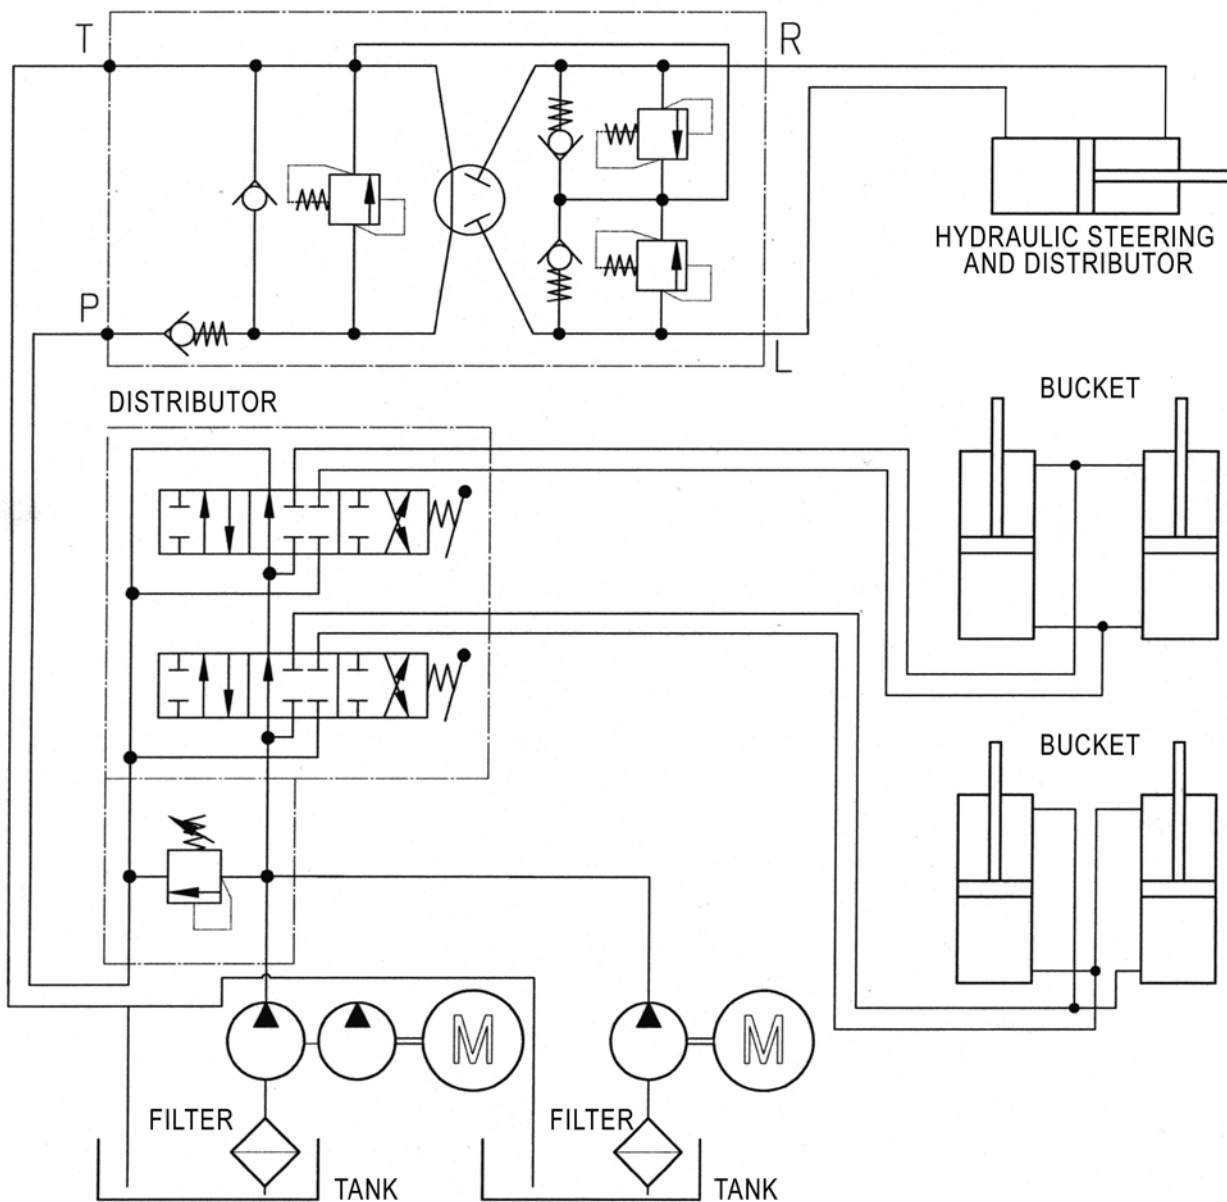 T
R
P
L
HYDRAULIC STEERING
AND DISTRIBUTOR
DISTRIBUTOR
BUCKET
BUCKET
M
M
FILTER
FILTER
TANK
TANK